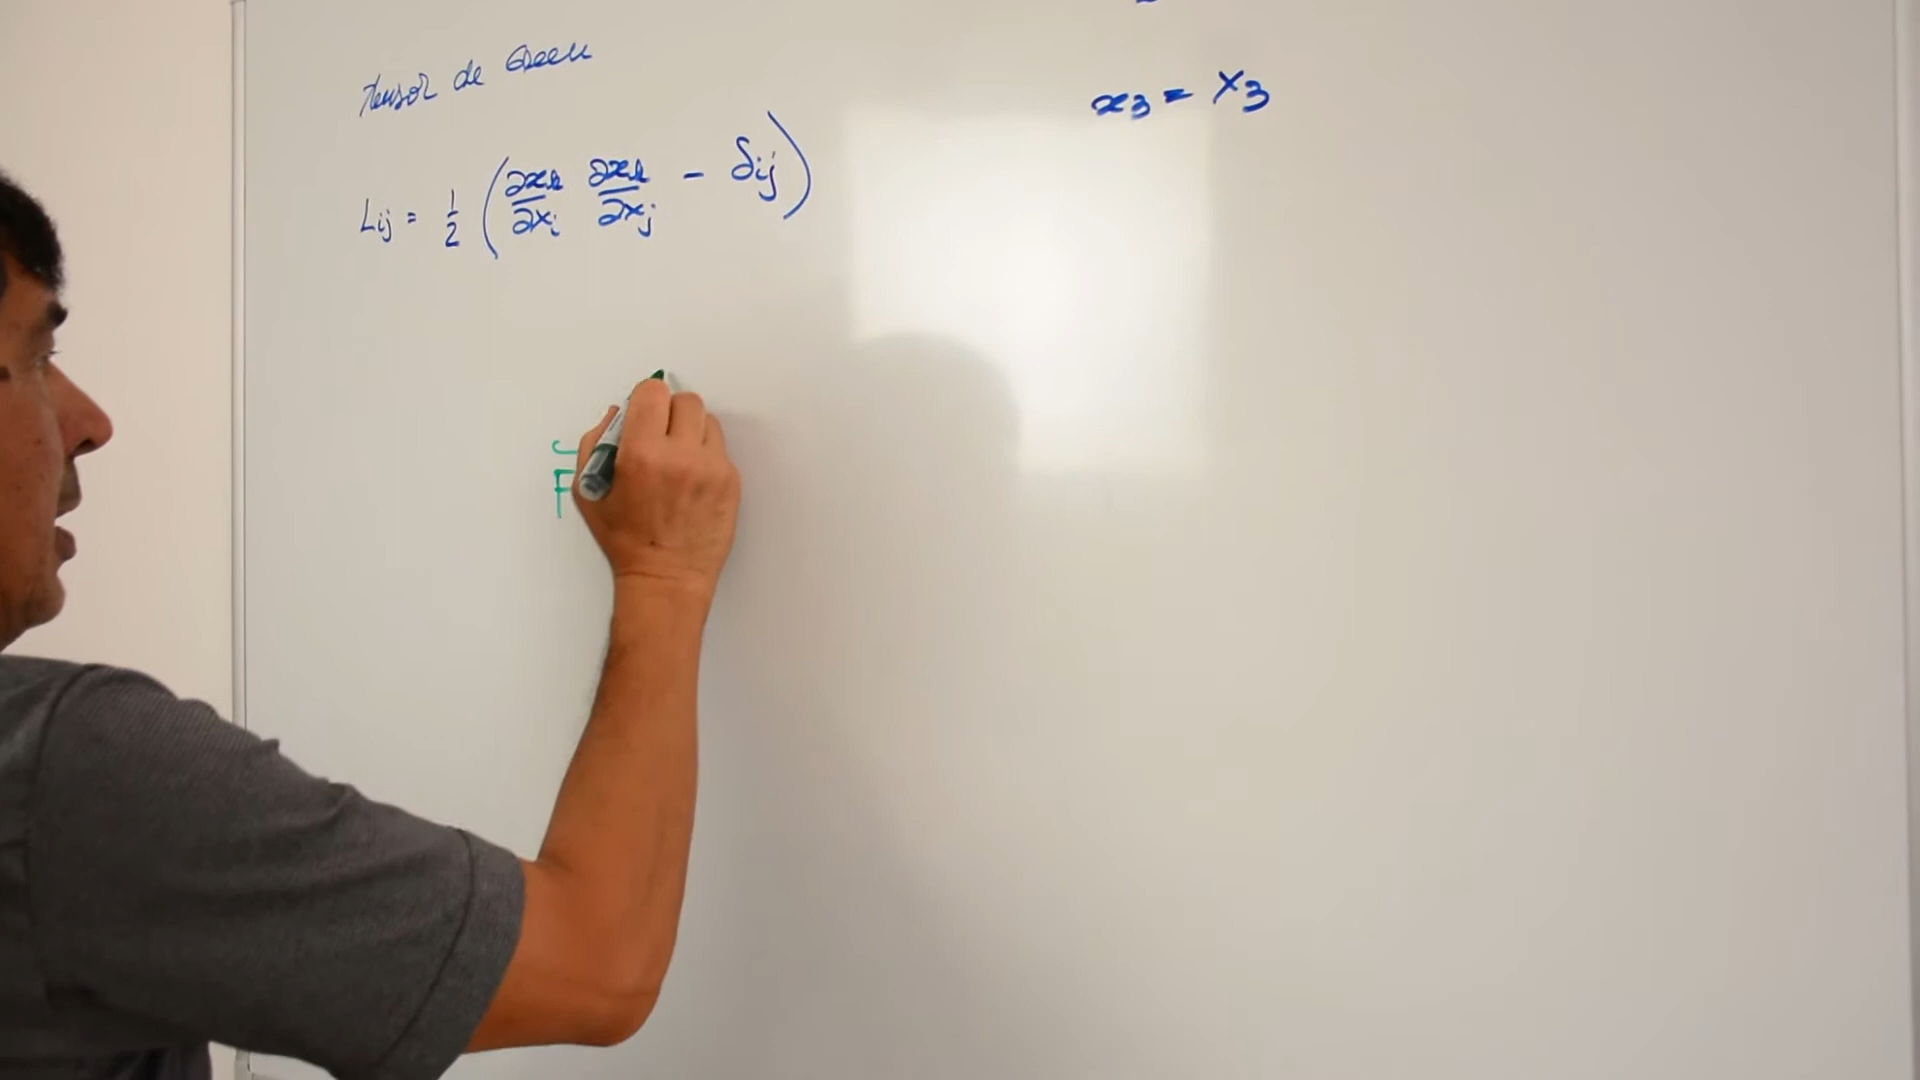 tensor de Green
Lij = 1/2 (∂xk/∂Xi ∂xk/∂Xj - δij)
F
x3 = X3